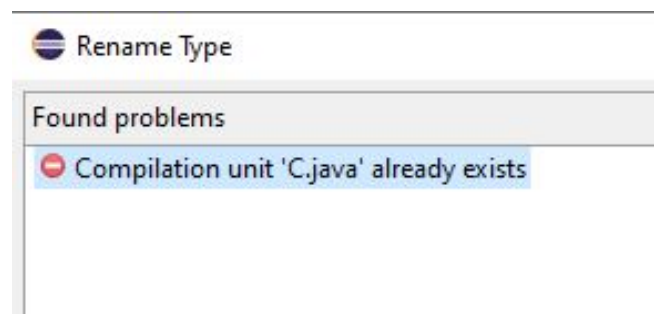 Rename Type
Found problems
Compilation unit 'C.java' already exists